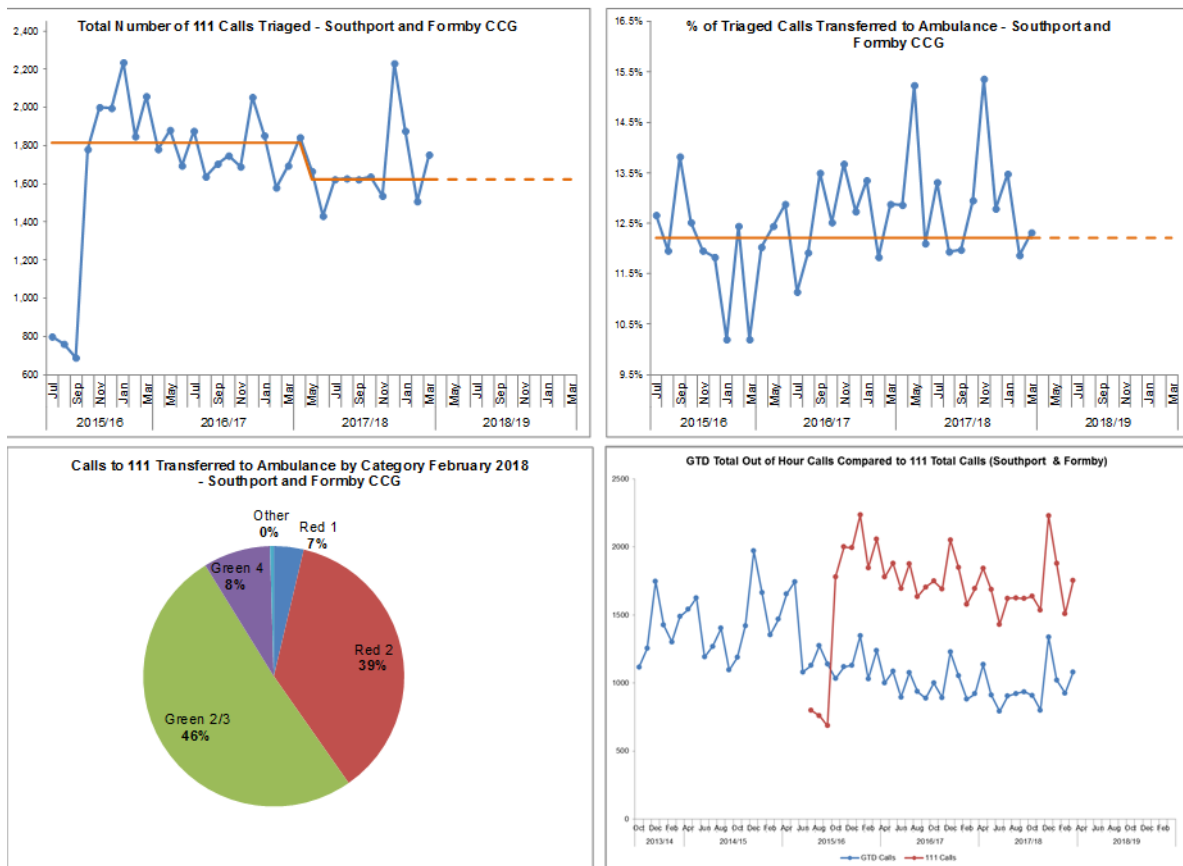 Total Number of 111 Calls Triaged - Southport and Formby CCG
2,400
2,200
2,000
1,800
1,600
1,400
1,200
1,000
800
600
Jul Sep Nov Jan Mar May Jul Sep Nov Jan Mar May Jul Sep Nov Jan Mar May Jul Sep Nov Jan Mar
2015/16 2016/17 2017/18 2018/19
% of Triaged Calls Transferred to Ambulance - Southport and
Formby CCG
16.5%
15.5%
14.5%
13.5%
12.5%
11.5%
10.5%
9.5%
Jul Sep Nov Jan Mar May Jul Sep Nov Jan Mar May Jul Sep Nov Jan Mar May Jul Sep Nov Jan Mar
2015/16 2016/17 2017/18 2018/19
Calls to 111 Transferred to Ambulance by Category February 2018
- Southport and Formby CCG
Other
0%
Red 1
7%
Green 4
8%
Red 2
39%
Green 2/3
46%
GTD Total Out of Hour Calls Compared to 111 Total Calls (Southport & Formby)
2500
2000
1500
1000
500
0
Oct Dec Feb Apr Jun Aug Oct Dec Feb Apr Jun Aug Oct Dec Feb Apr Jun Aug Oct Dec Feb Apr Jun Aug Oct Dec Feb Apr Jun Aug Oct Dec Feb
2013/14 2014/15 2015/16 2016/17 2017/18 2018/19
GTD Calls 111 Calls